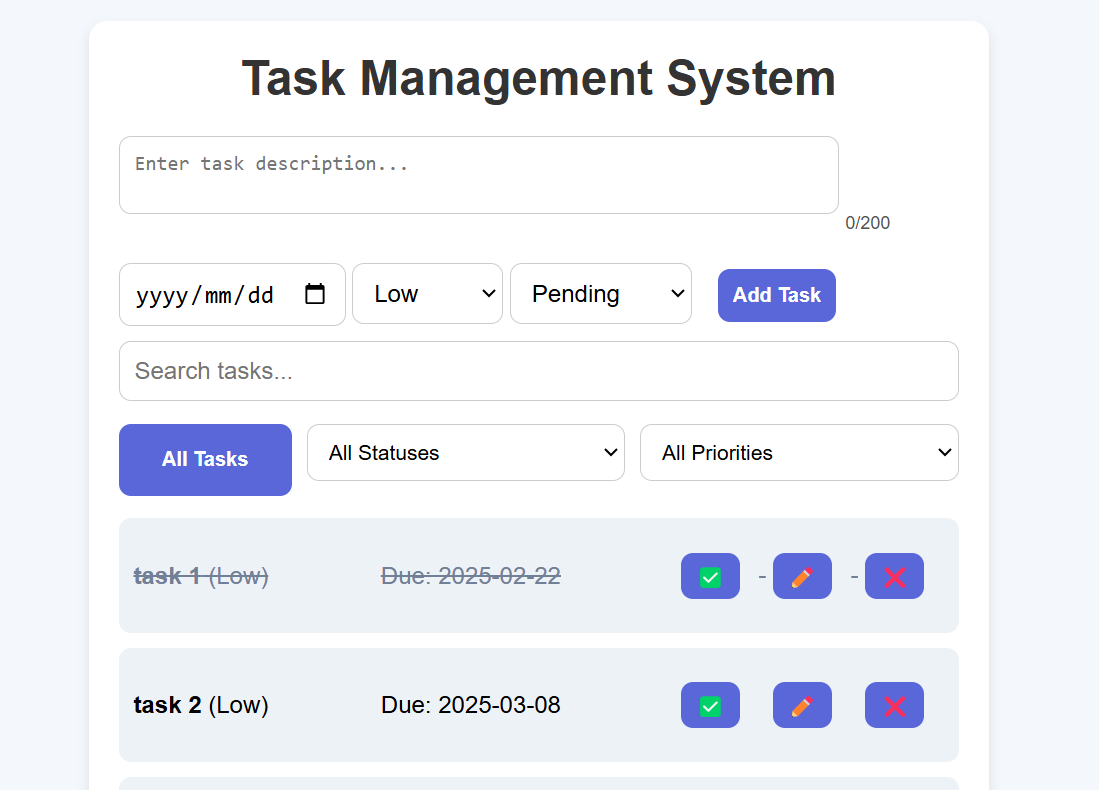 Task Management System
Enter task description...
0/200
yyyy/mm/dd Low Pending Add Task
Search tasks...
All Tasks All Statuses All Priorities
task 1 (Low) Due: 2025-02-22 ✅ - ✏️ - ❌
task 2 (Low) Due: 2025-03-08 ✅ ✏️ ❌